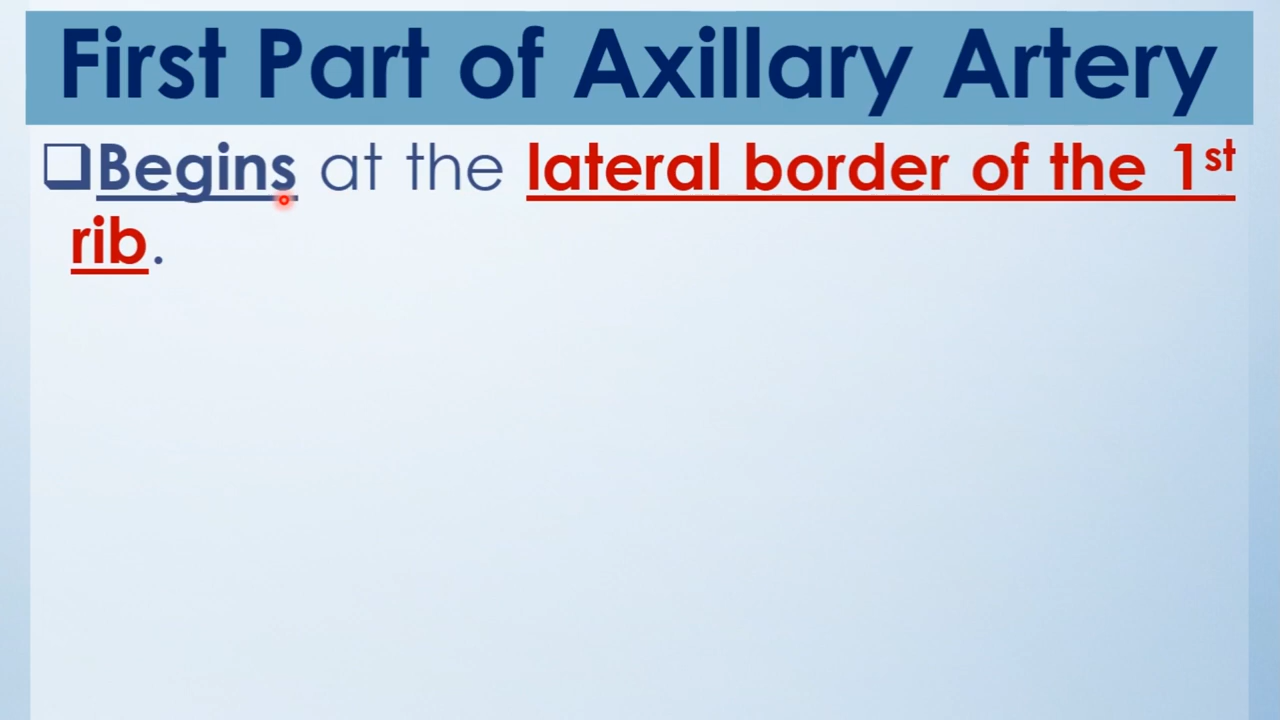 First Part of Axillary Artery
❑Begins at the lateral border of the 1st
rib.